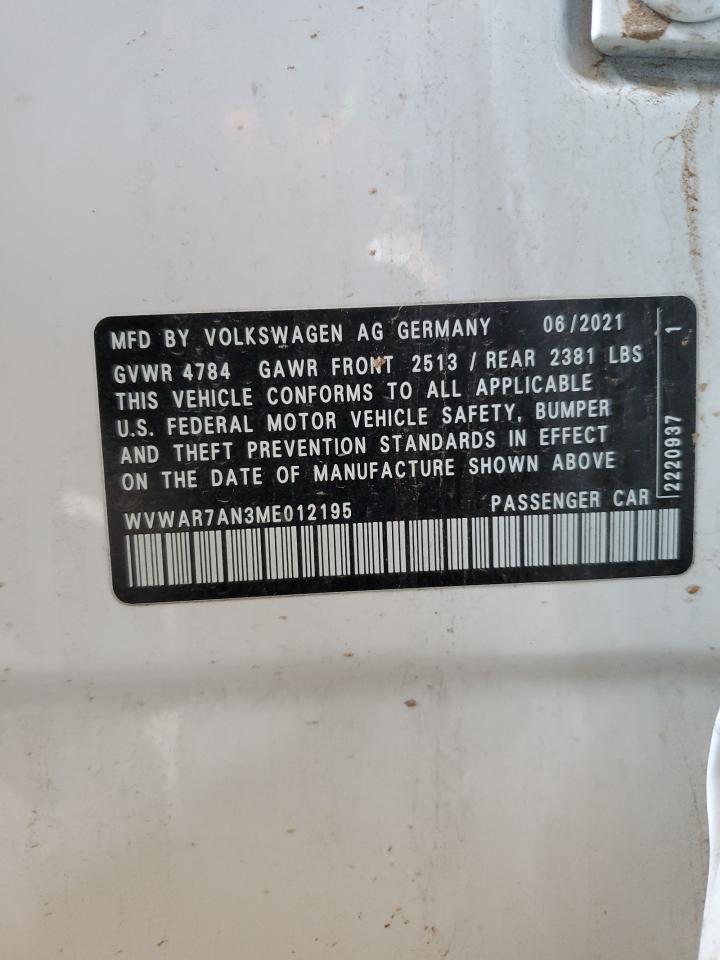 MFD BY VOLKSWAGEN AG GERMANY 06/2021
GVWR 4784 GAWR FRONT 2513 / REAR 2381 LBS
THIS VEHICLE CONFORMS TO ALL APPLICABLE
U.S. FEDERAL MOTOR VEHICLE SAFETY, BUMPER
AND THEFT PREVENTION STANDARDS IN EFFECT
ON THE DATE OF MANUFACTURE SHOWN ABOVE
WVWAR7AN3ME012195 PASSENGER CAR
2220937 1